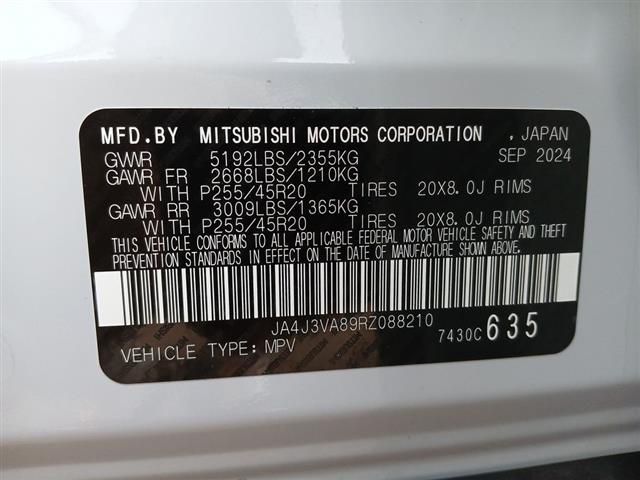 MFD.BY MITSUBISHI MOTORS CORPORATION , JAPAN
GVWR 5192LBS/2355KG SEP 2024
GAWR FR 2668LBS/1210KG
WITH P255/45R20 TIRES 20X8.0J RIMS
GAWR RR 3009LBS/1365KG
WITH P255/45R20 TIRES 20X8.0J RIMS
THIS VEHICLE CONFORMS TO ALL APPLICABLE FEDERAL MOTOR VEHICLE SAFETY AND THEFT
PREVENTION STANDARDS IN EFFECT ON THE DATE OF MANUFACTURE SHOWN ABOVE.
JA4J3VA89RZ088210
VEHICLE TYPE: MPV 7430C 635